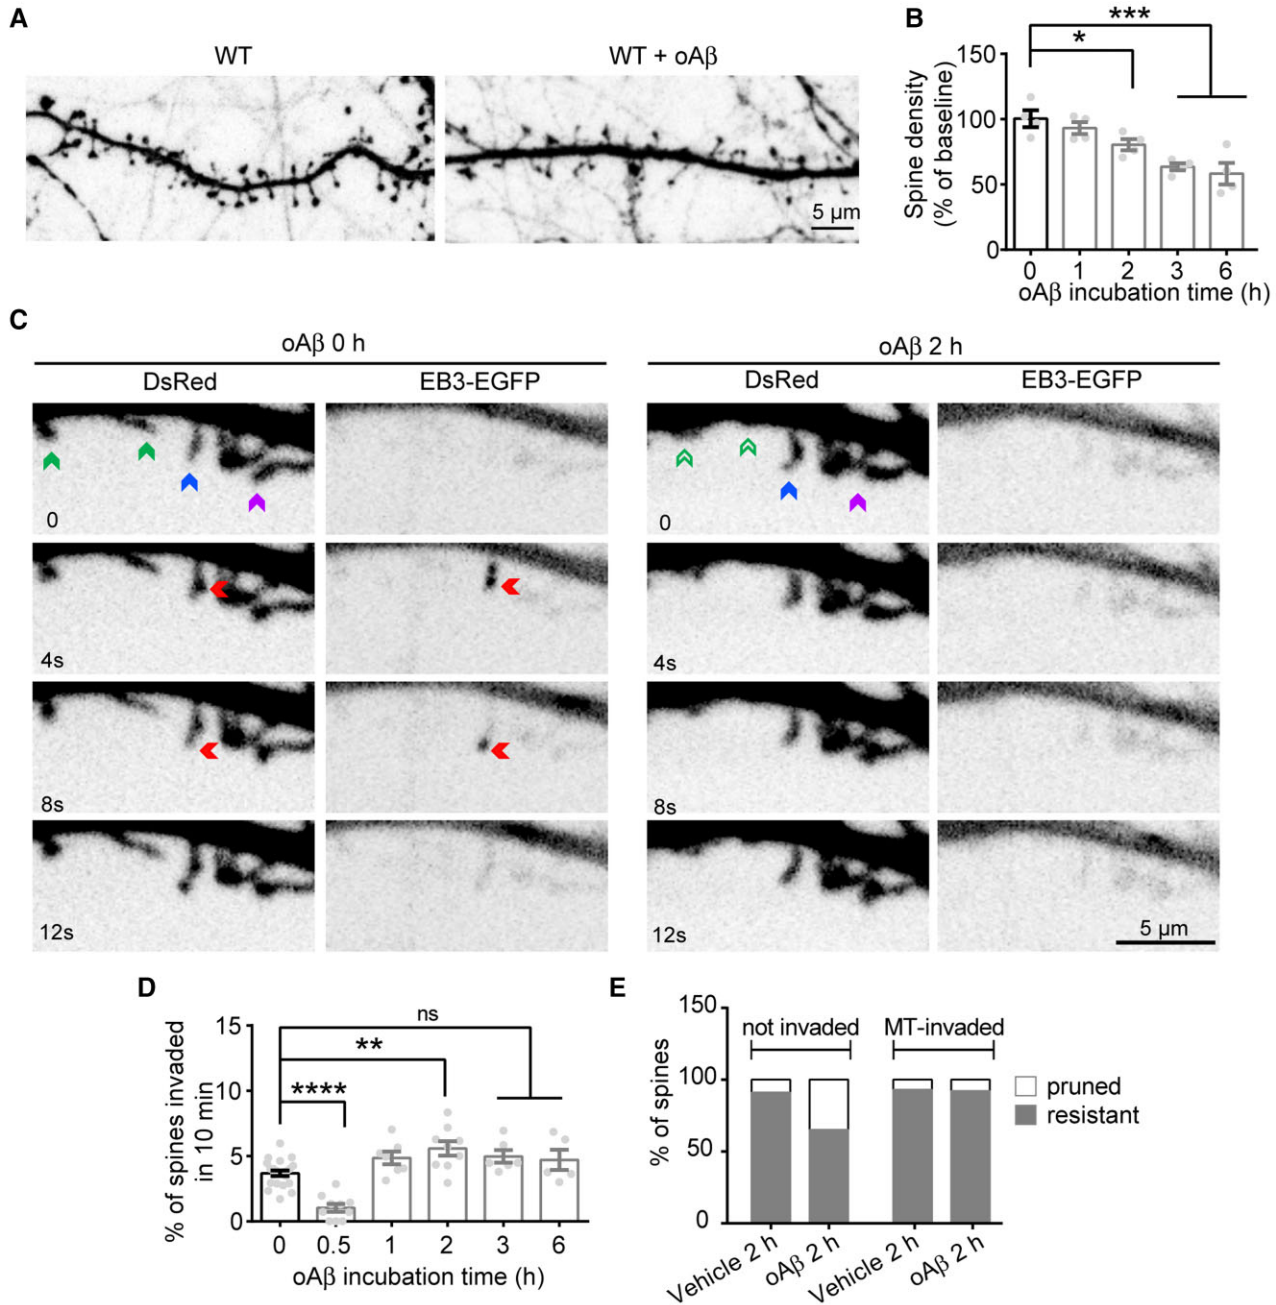 A
WT
WT + oAβ
5 µm
B
***
*
Spine density
(% of baseline)
150
100
50
0
0 1 2 3 6
oAβ incubation time (h)
C
oAβ 0 h
oAβ 2 h
DsRed
EB3-EGFP
DsRed
EB3-EGFP
0
0
4s
4s
8s
8s
12s
12s
5 µm
D
ns
**
****
% of spines invaded
in 10 min
15
10
5
0
0 0.5 1 2 3 6
oAβ incubation time (h)
E
% of spines
150
100
50
0
not invaded
MT-invaded
pruned
resistant
Vehicle 2 h
oAβ 2 h
Vehicle 2 h
oAβ 2 h